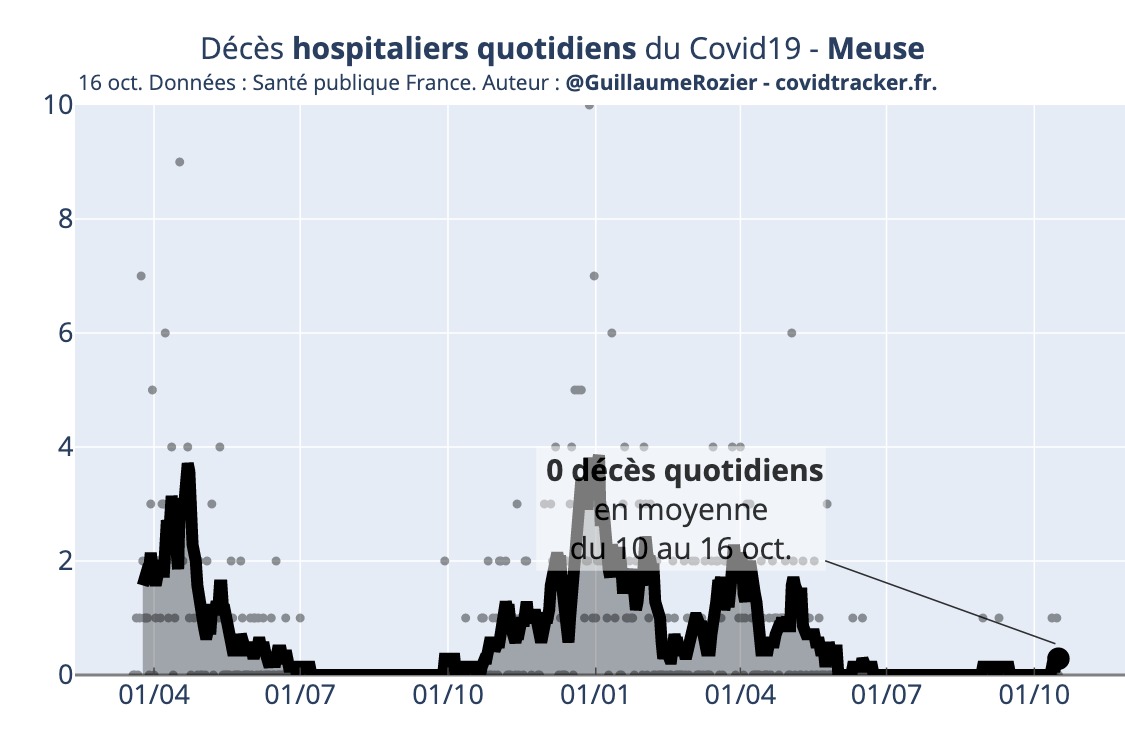 Décès hospitaliers quotidiens du Covid19 - Meuse
16 oct. Données : Santé publique France. Auteur : @GuillaumeRozier - covidtracker.fr.
10
8
6
4
2
0
0 décès quotidiens
en moyenne
du 10 au 16 oct.
01/04 01/07 01/10 01/01 01/04 01/07 01/10